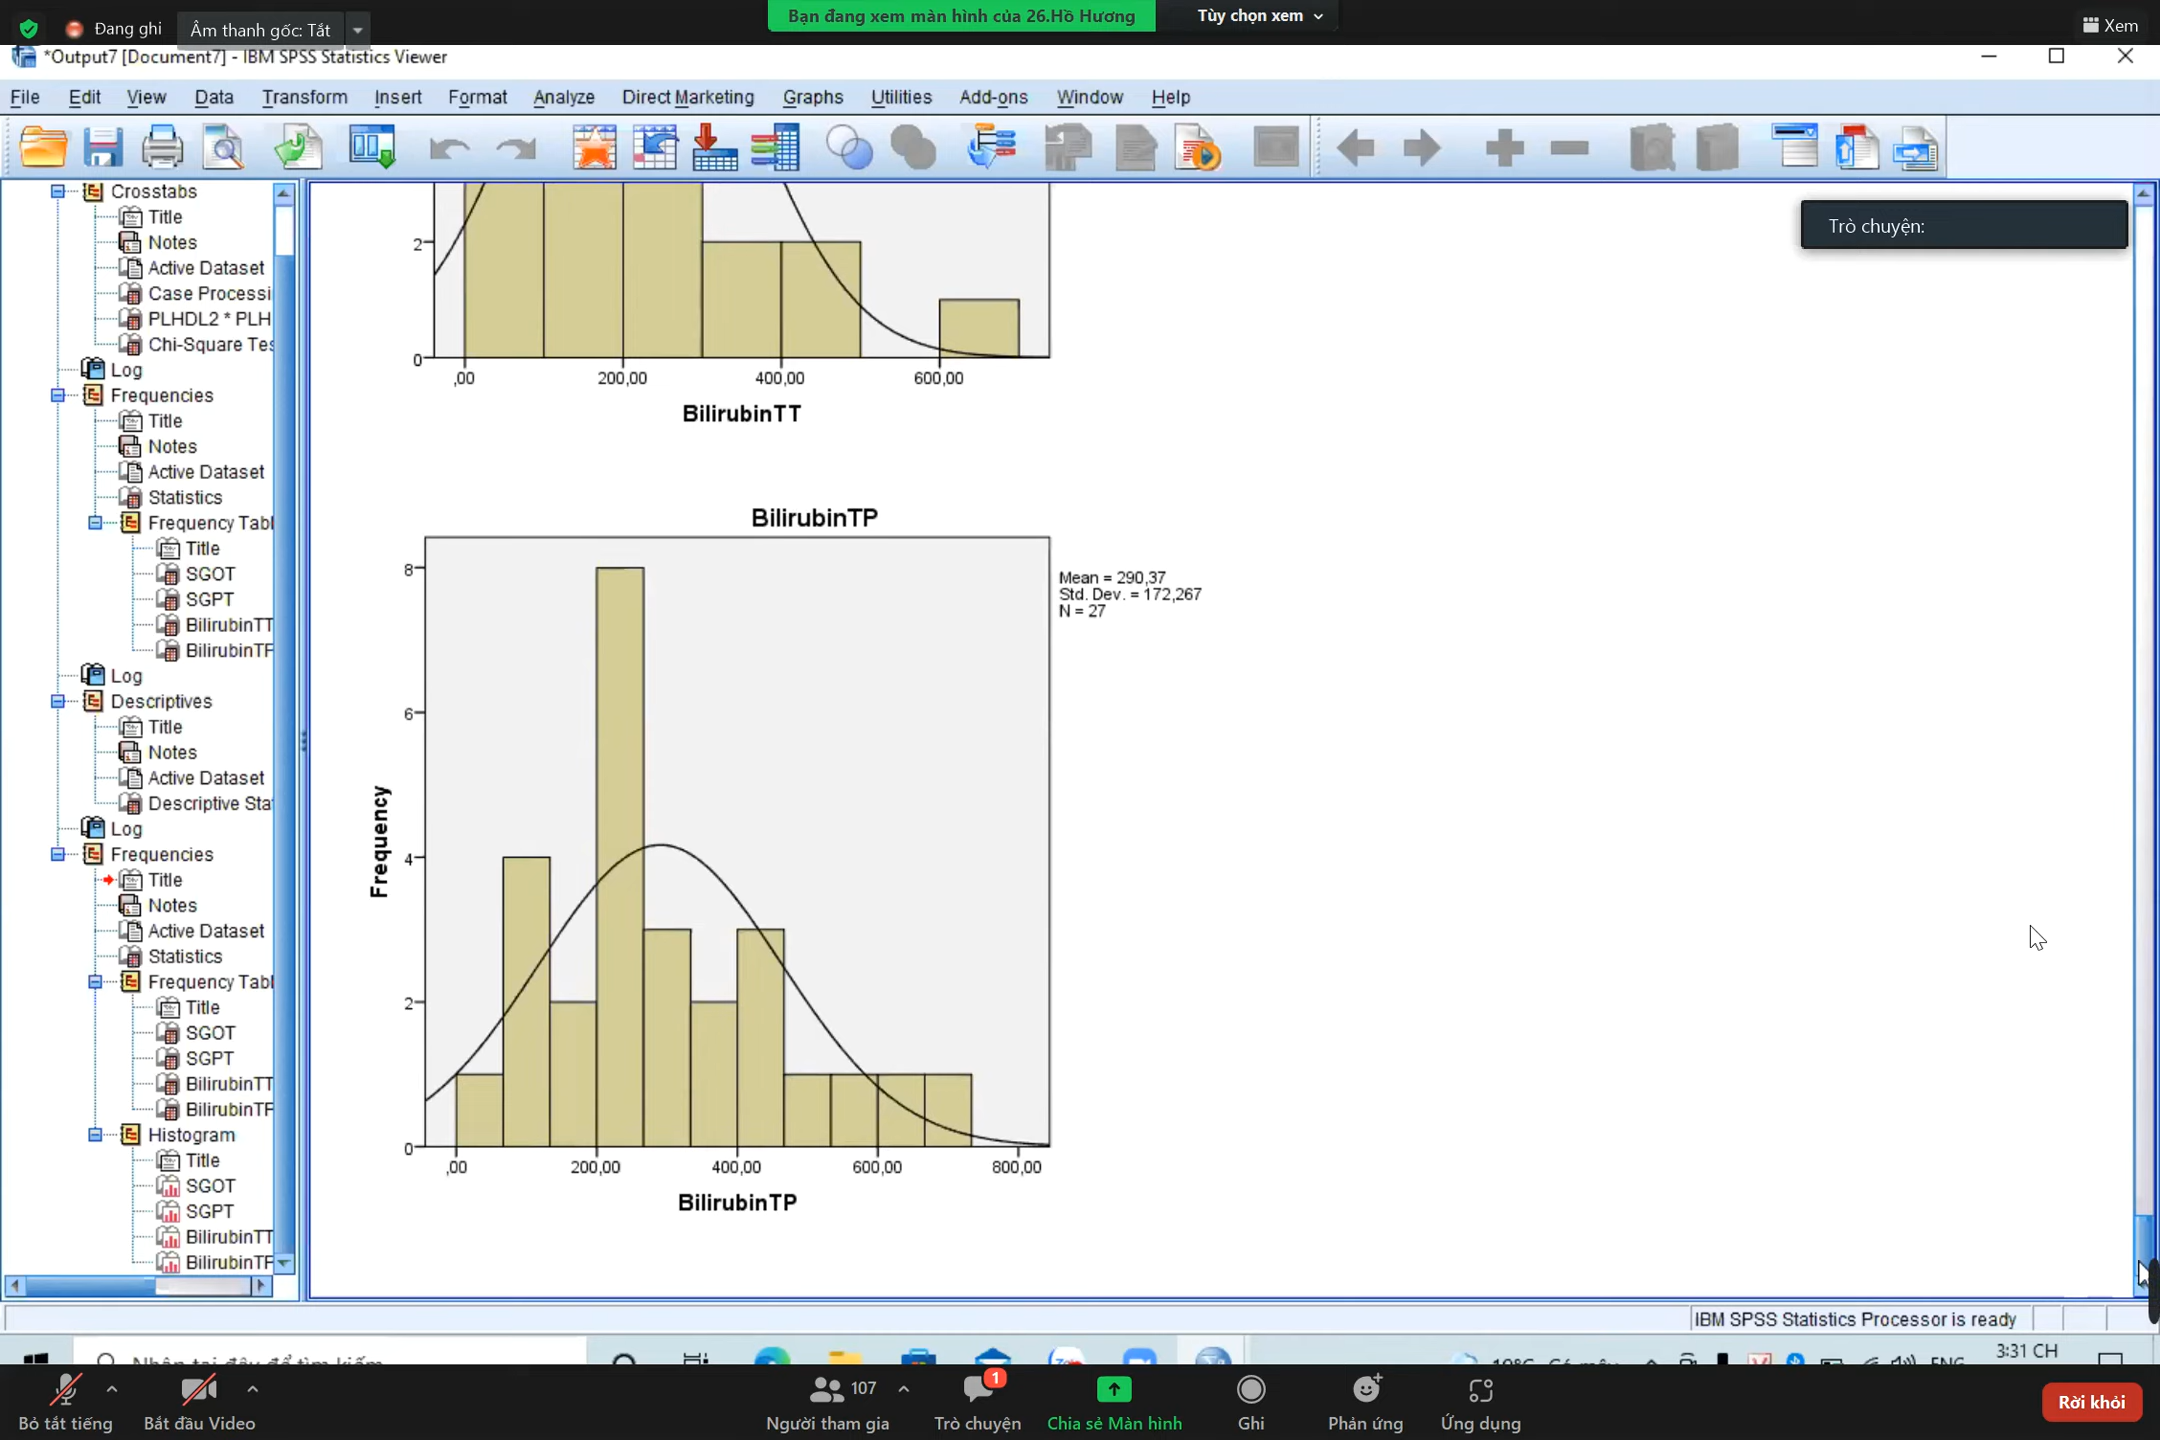 Đang ghi
Âm thanh gốc: Tắt
Bạn đang xem màn hình của 26.Hồ Hương
Tùy chọn xem
Xem
*Output7 [Document7] - IBM SPSS Statistics Viewer
File Edit View Data Transform Insert Format Analyze Direct Marketing Graphs Utilities Add-ons Window Help
Trò chuyện:
Crosstabs
Title
Notes
Active Dataset
Case Processi
PLHDL2 * PLH
Chi-Square Tes
Log
Frequencies
Title
Notes
Active Dataset
Statistics
Frequency Tabl
Title
SGOT
SGPT
BilirubinTT
BilirubinTP
Log
Descriptives
Title
Notes
Active Dataset
Descriptive Sta
Log
Frequencies
Title
Notes
Active Dataset
Statistics
Frequency Tabl
Title
SGOT
SGPT
BilirubinTT
BilirubinTP
Histogram
Title
SGOT
SGPT
BilirubinTT
BilirubinTP
2
0
,00 200,00 400,00 600,00
BilirubinTT
BilirubinTP
Mean = 290,37
Std. Dev. = 172,267
N = 27
Frequency
8
6
4
2
0
,00 200,00 400,00 600,00 800,00
BilirubinTP
IBM SPSS Statistics Processor is ready
3:31 CH
Bỏ tắt tiếng
Bắt đầu Video
107
Người tham gia
1
Trò chuyện
Chia sẻ Màn hình
Ghi
Phản ứng
Ứng dụng
Rời khỏi